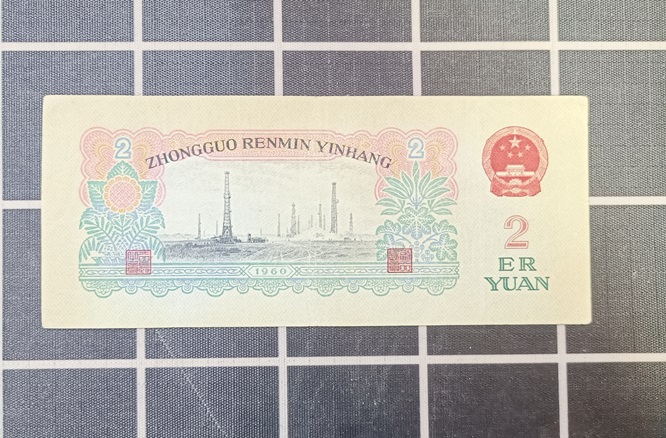 2
2
ZHONGGUO RENMIN YINHANG
2
ER
YUAN
1960